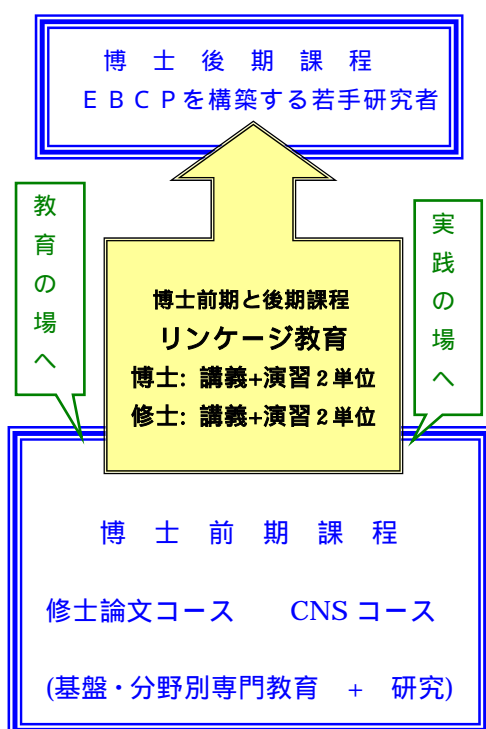 博士後期課程
EBCPを構築する若手研究者
教育の場へ
実践の場へ
博士前期と後期課程
リンケージ教育
博士: 講義+演習2単位
修士: 講義+演習2単位
博士前期課程
修士論文コース CNSコース
(基盤・分野別専門教育 + 研究)